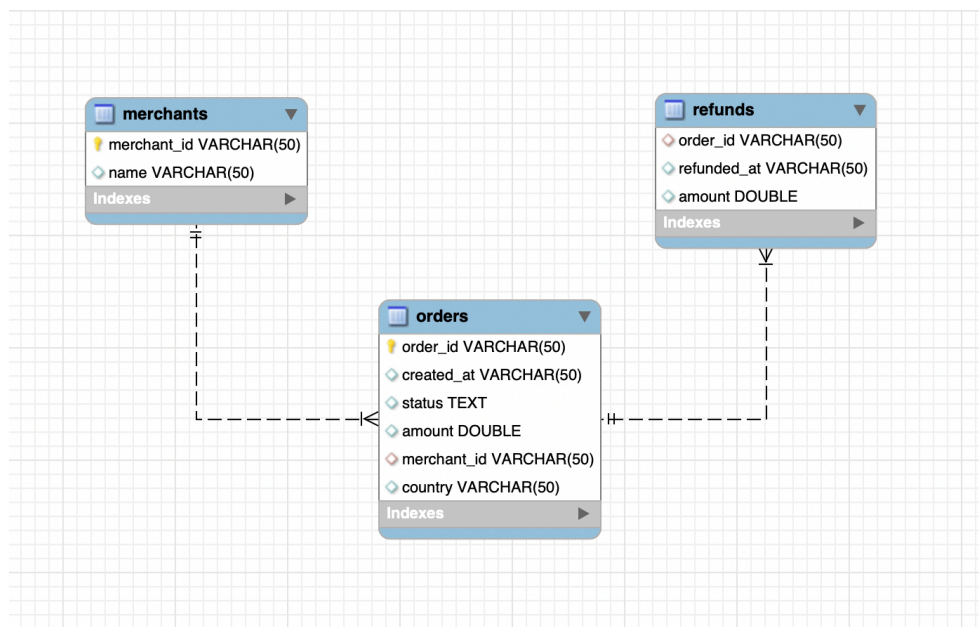 merchants
merchant_id VARCHAR(50)
name VARCHAR(50)
Indexes
refunds
order_id VARCHAR(50)
refunded_at VARCHAR(50)
amount DOUBLE
Indexes
orders
order_id VARCHAR(50)
created_at VARCHAR(50)
status TEXT
amount DOUBLE
merchant_id VARCHAR(50)
country VARCHAR(50)
Indexes